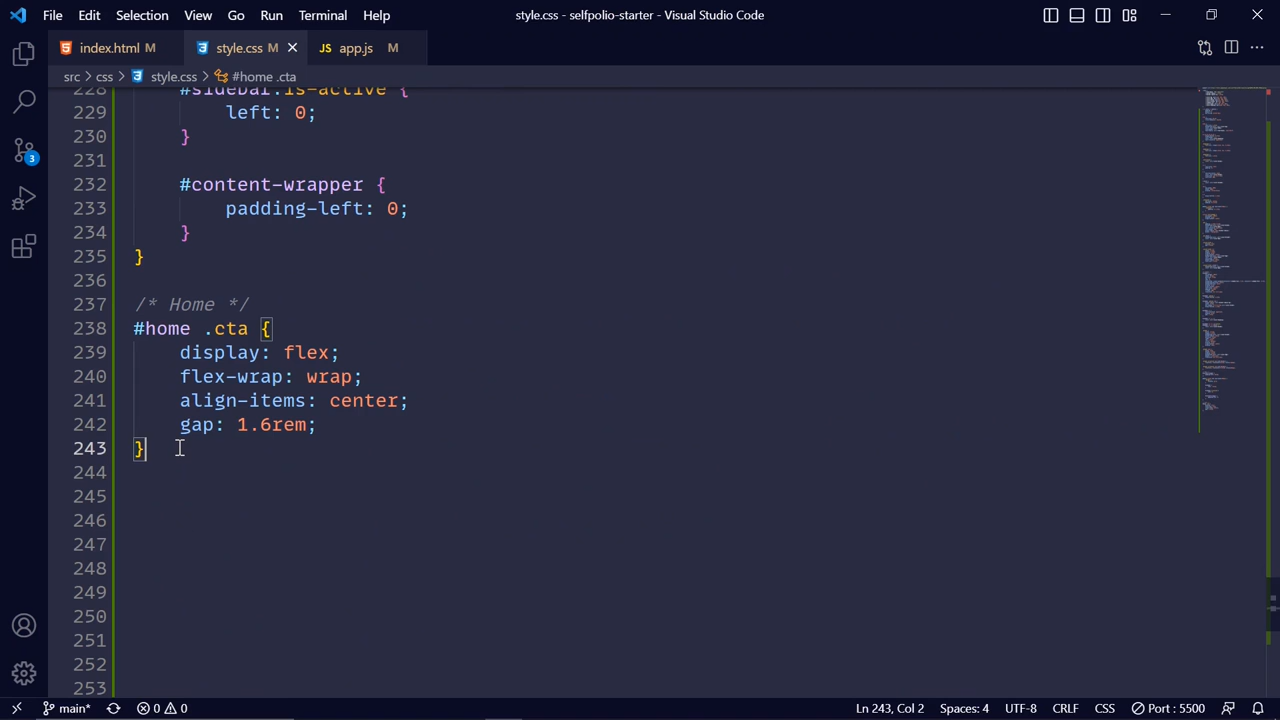 File Edit Selection View Go Run Terminal Help style.css - selfpolio-starter - Visual Studio Code
index.html M style.css M app.js M
src > css > style.css > #home .cta
228 #sidebar.is-active {
229 left: 0;
230 }
231
232 #content-wrapper {
233 padding-left: 0;
234 }
235 }
236
237 /* Home */
238 #home .cta {
239 display: flex;
240 flex-wrap: wrap;
241 align-items: center;
242 gap: 1.6rem;
243 }
244
245
246
247
248
249
250
251
252
253
3
main* 0 0 Ln 243, Col 2 Spaces: 4 UTF-8 CRLF CSS Port : 5500